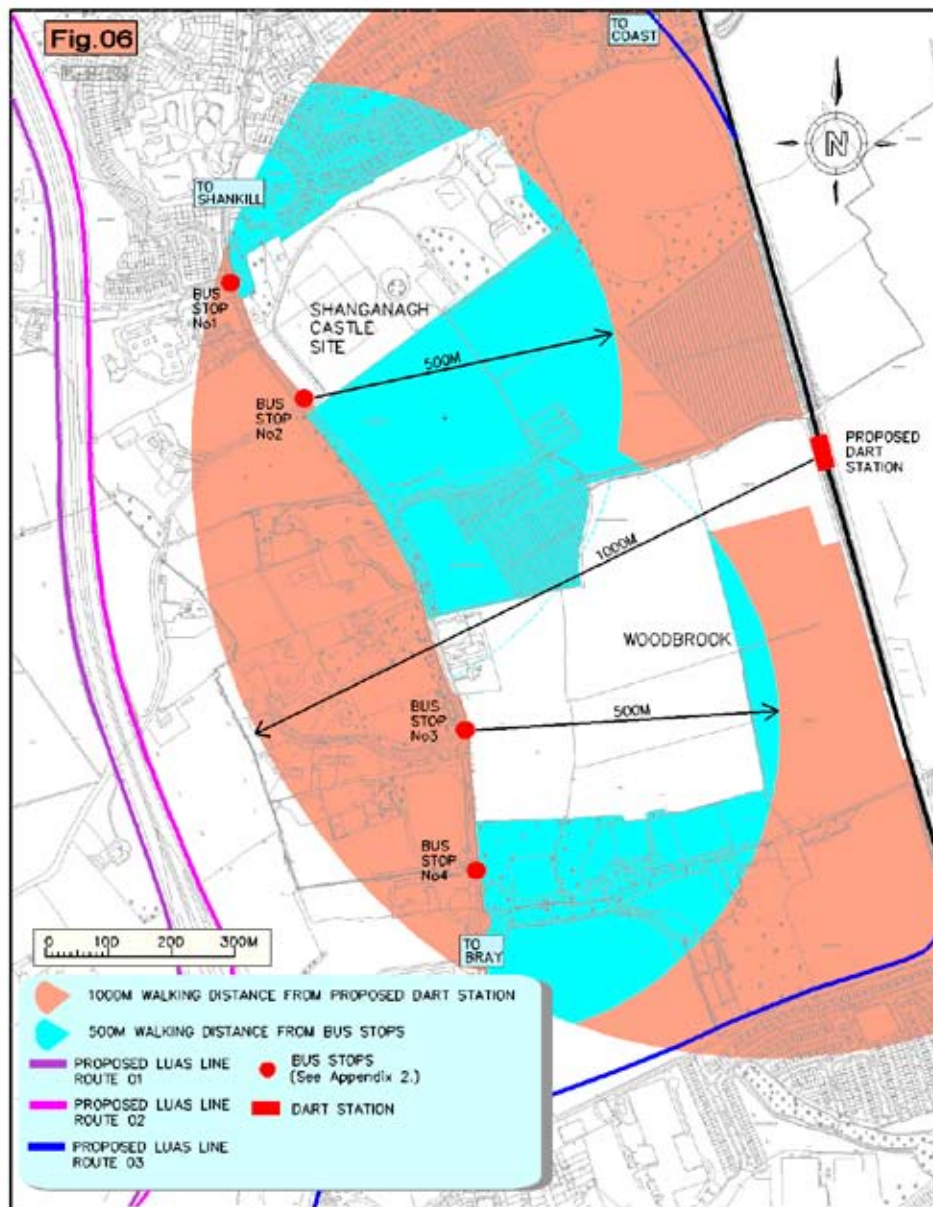 Fig.06
TO
COAST
N
TO
SHANKILL
BUS
STOP
No1
SHANGANAGH
CASTLE
SITE
500M
BUS
STOP
No2
PROPOSED
DART
STATION
1000M
WOODBROOK
BUS
STOP
No3
500M
BUS
STOP
No4
TO
BRAY
0 100 200 300M
1000M WALKING DISTANCE FROM PROPOSED DART STATION
500M WALKING DISTANCE FROM BUS STOPS
PROPOSED LUAS LINE
ROUTE 01
BUS STOPS
(See Appendix 2.)
PROPOSED LUAS LINE
ROUTE 02
DART STATION
PROPOSED LUAS LINE
ROUTE 03